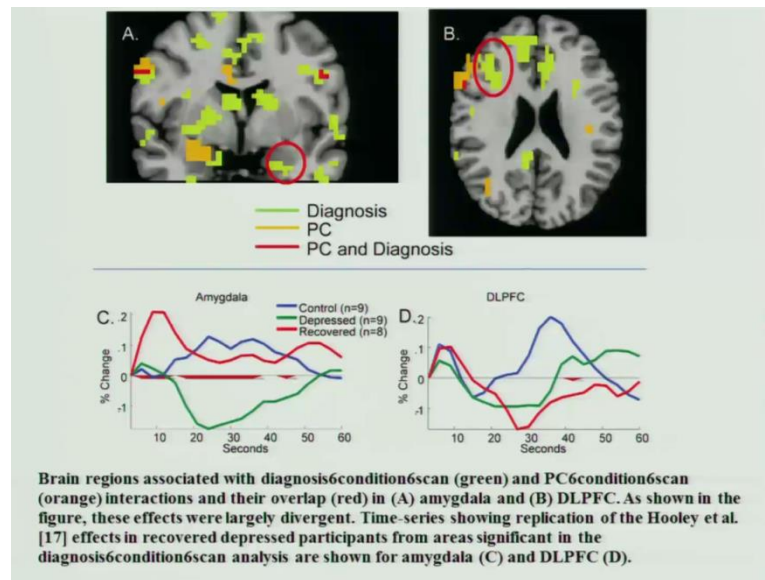 A.
B.
Diagnosis
PC
PC and Diagnosis
Amygdala
C.
.2
.1
0
-.1
% Change
Control (n=9)
Depressed (n=9)
Recovered (n=8)
10 20 30 40 50 60
Seconds
DLPFC
D.
.2
.1
0
-.1
% Change
10 20 30 40 50 60
Seconds
Brain regions associated with diagnosis6condition6scan (green) and PC6condition6scan
(orange) interactions and their overlap (red) in (A) amygdala and (B) DLPFC. As shown in the
figure, these effects were largely divergent. Time-series showing replication of the Hooley et al.
[17] effects in recovered depressed participants from areas significant in the
diagnosis6condition6scan analysis are shown for amygdala (C) and DLPFC (D).